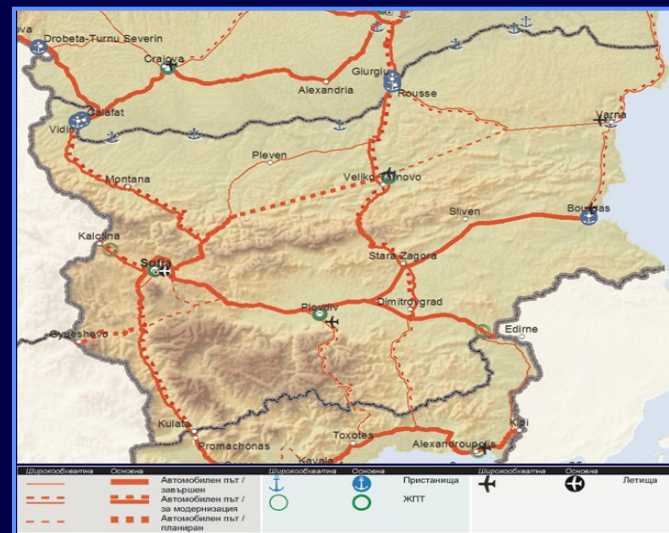 ova
Drobeta-Turnu Severin
Craiova
Giurgiu
Alexandria
Rousse
Calafat
Vidin
Varna
Pleven
Montana
Veliko Tarnovo
Sliven
Bourgas
Kalotina
Sofia
Stara Zagora
Plovdiv
Dimitrovgrad
Gyueshevo
Edirne
Kulata
Promachonas
Toxotes
Alexandroupolis
Kipi
Kavala
Широкообхватна Основна Широкообхватна Основна Широкообхватна Основна
Автомобилен път / завършен
Автомобилен път / за модернизация
Автомобилен път / планиран
Пристанища
ЖПТ
Летища